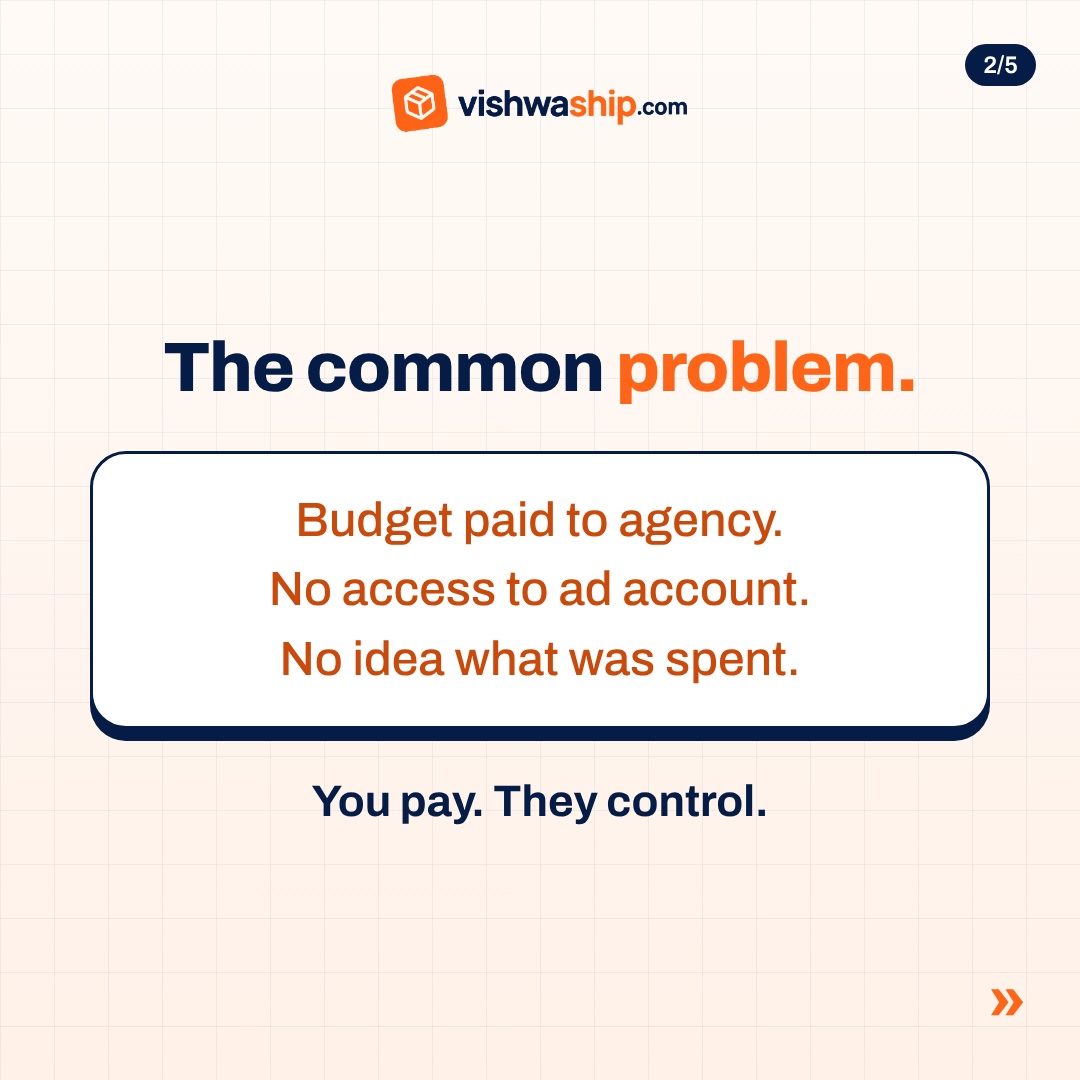 2/5
vishwaship.com
The common problem.
Budget paid to agency.
No access to ad account.
No idea what was spent.
You pay. They control.
»